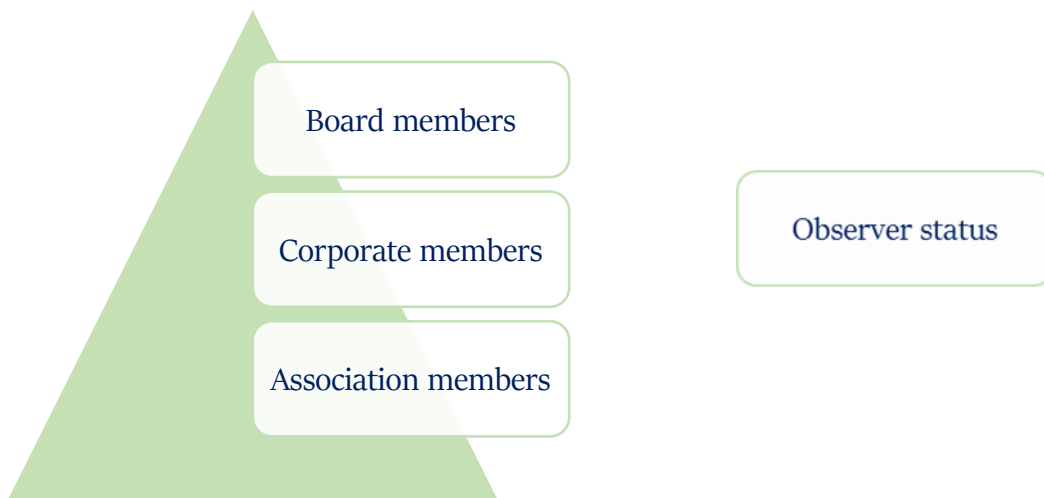 Board members
Corporate members
Association members
Observer status